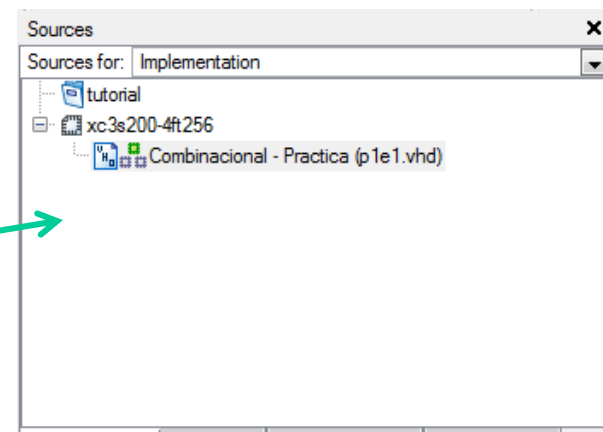 Sources
Sources for: Implementation
tutorial
xc3s200-4ft256
Combinacional - Practica (p1e1.vhd)